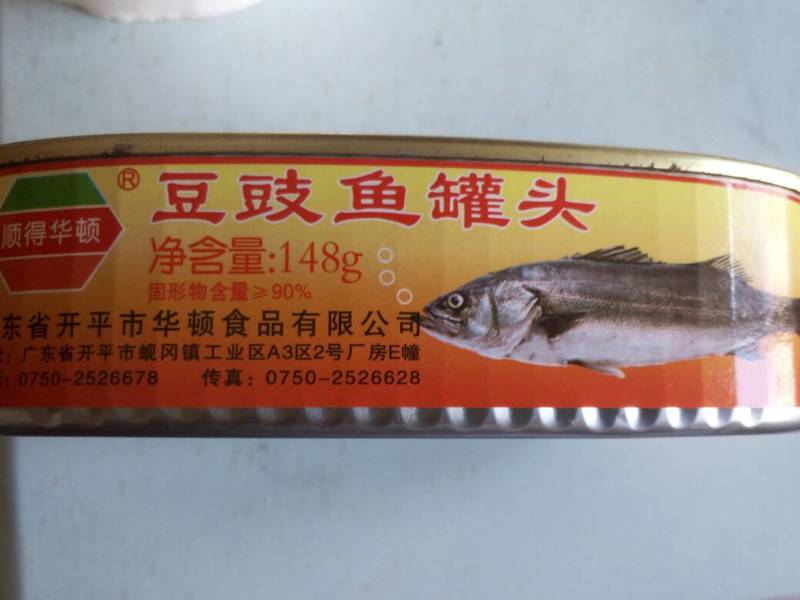 顺得华顿
®
豆豉鱼罐头
净含量:148g
固形物含量≥90%
东省开平市华顿食品有限公司
：广东省开平市蚬冈镇工业区A3区2号厂房E幢
：0750-2526678 传真：0750-2526628